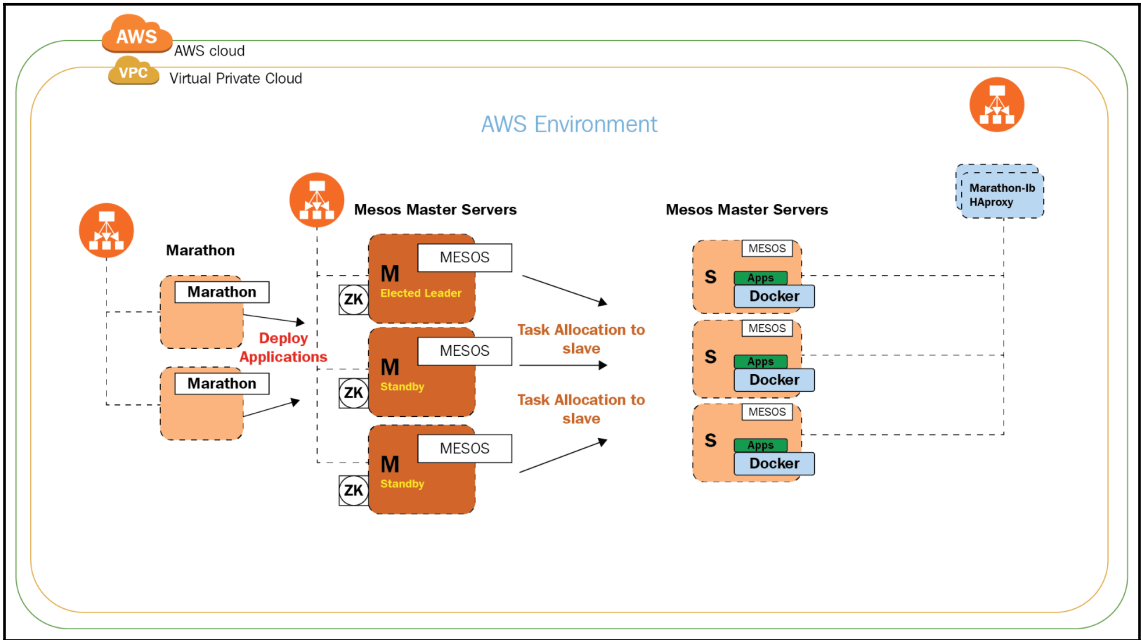 AWS
AWS cloud
VPC
Virtual Private Cloud
AWS Environment
Marathon-lb
HAproxy
Mesos Master Servers
Mesos Master Servers
Marathon
Marathon
Marathon
Deploy
Applications
M
MESOS
Elected Leader
ZK
M
MESOS
Standby
ZK
M
MESOS
Standby
ZK
Task Allocation to
slave
Task Allocation to
slave
MESOS
S
Apps
Docker
MESOS
S
Apps
Docker
MESOS
S
Apps
Docker